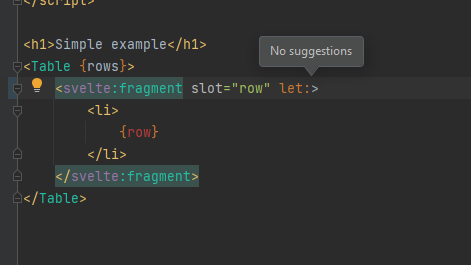 </script>
<h1>Simple example</h1>
No suggestions
<Table {rows}>
<svelte:fragment slot="row" let:>
<li>
{row}
</li>
</svelte:fragment>
</Table>